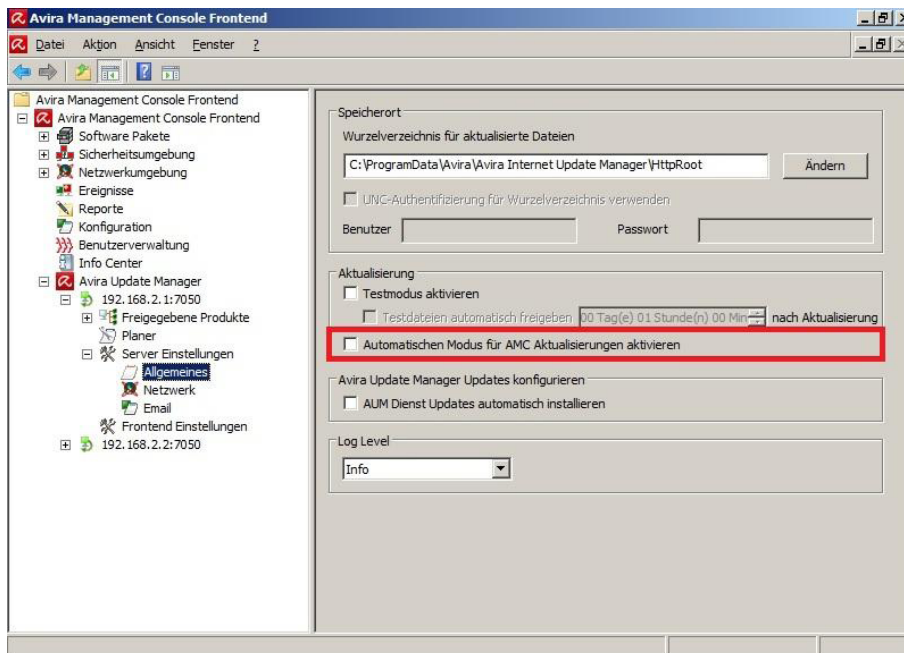 Avira Management Console Frontend
Datei Aktion Ansicht Fenster ?
Avira Management Console Frontend
Avira Management Console Frontend
Software Pakete
Sicherheitsumgebung
Netzwerkumgebung
Ereignisse
Reporte
Konfiguration
Benutzerverwaltung
Info Center
Avira Update Manager
192.168.2.1:7050
Freigegebene Produkte
Planer
Server Einstellungen
Allgemeines
Netzwerk
Email
Frontend Einstellungen
192.168.2.2:7050
Speicherort
Wurzelverzeichnis für aktualisierte Dateien
C:\ProgramData\Avira\Avira Internet Update Manager\HttpRoot Ändern
UNC-Authentifizierung für Wurzelverzeichnis verwenden
Benutzer Passwort
Aktualisierung
Testmodus aktivieren
Testdateien automatisch freigeben 00 Tag(e) 01 Stunde(n) 00 Min nach Aktualisierung
Automatischen Modus für AMC Aktualisierungen aktivieren
Avira Update Manager Updates konfigurieren
AUM Dienst Updates automatisch installieren
Log Level
Info